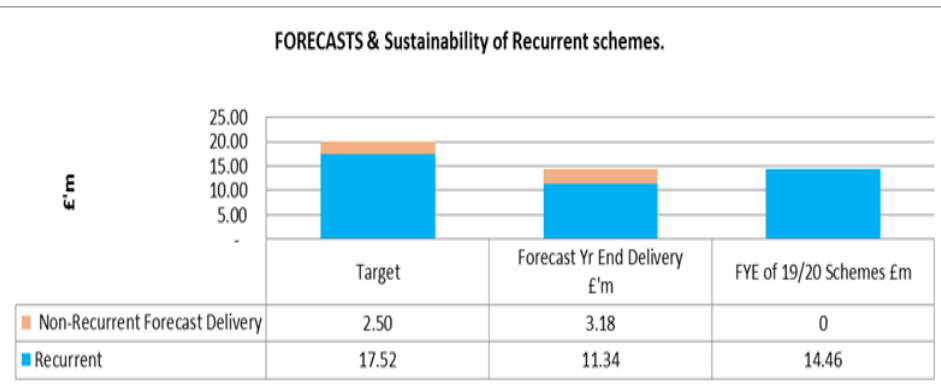 FORECASTS & Sustainability of Recurrent schemes.
25.00
20.00
15.00
10.00
5.00
-
£'m
Target
Forecast Yr End Delivery
£'m
FYE of 19/20 Schemes £m
Non-Recurrent Forecast Delivery 2.50 3.18 0
Recurrent 17.52 11.34 14.46